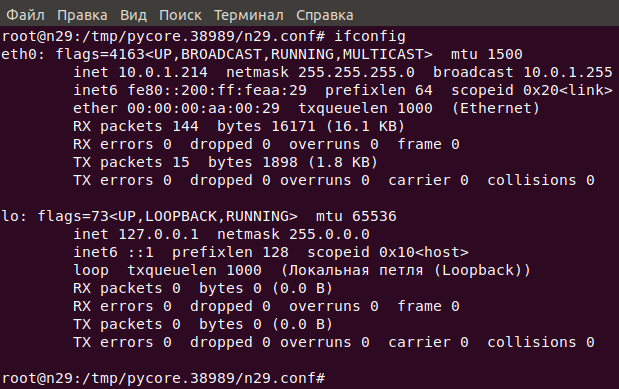 Файл Правка Вид Поиск Терминал Справка
root@n29:/tmp/pycore.38989/n29.conf# ifconfig
eth0: flags=4163<UP,BROADCAST,RUNNING,MULTICAST>  mtu 1500
        inet 10.0.1.214  netmask 255.255.255.0  broadcast 10.0.1.255
        inet6 fe80::200:ff:feaa:29  prefixlen 64  scopeid 0x20<link>
        ether 00:00:00:aa:00:29  txqueuelen 1000  (Ethernet)
        RX packets 144  bytes 16171 (16.1 KB)
        RX errors 0  dropped 0  overruns 0  frame 0
        TX packets 15  bytes 1898 (1.8 KB)
        TX errors 0  dropped 0 overruns 0  carrier 0  collisions 0

lo: flags=73<UP,LOOPBACK,RUNNING>  mtu 65536
        inet 127.0.0.1  netmask 255.0.0.0
        inet6 ::1  prefixlen 128  scopeid 0x10<host>
        loop  txqueuelen 1000  (Локальная петля (Loopback))
        RX packets 0  bytes 0 (0.0 B)
        RX errors 0  dropped 0  overruns 0  frame 0
        TX packets 0  bytes 0 (0.0 B)
        TX errors 0  dropped 0 overruns 0  carrier 0  collisions 0

root@n29:/tmp/pycore.38989/n29.conf#